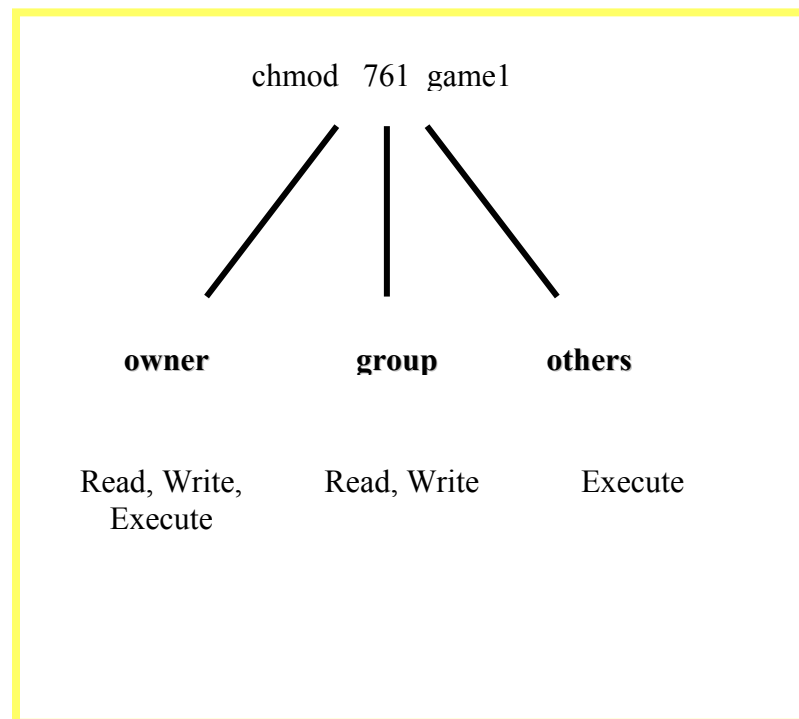 chmod 761 game1
owner group others
Read, Write, Read, Write Execute
Execute